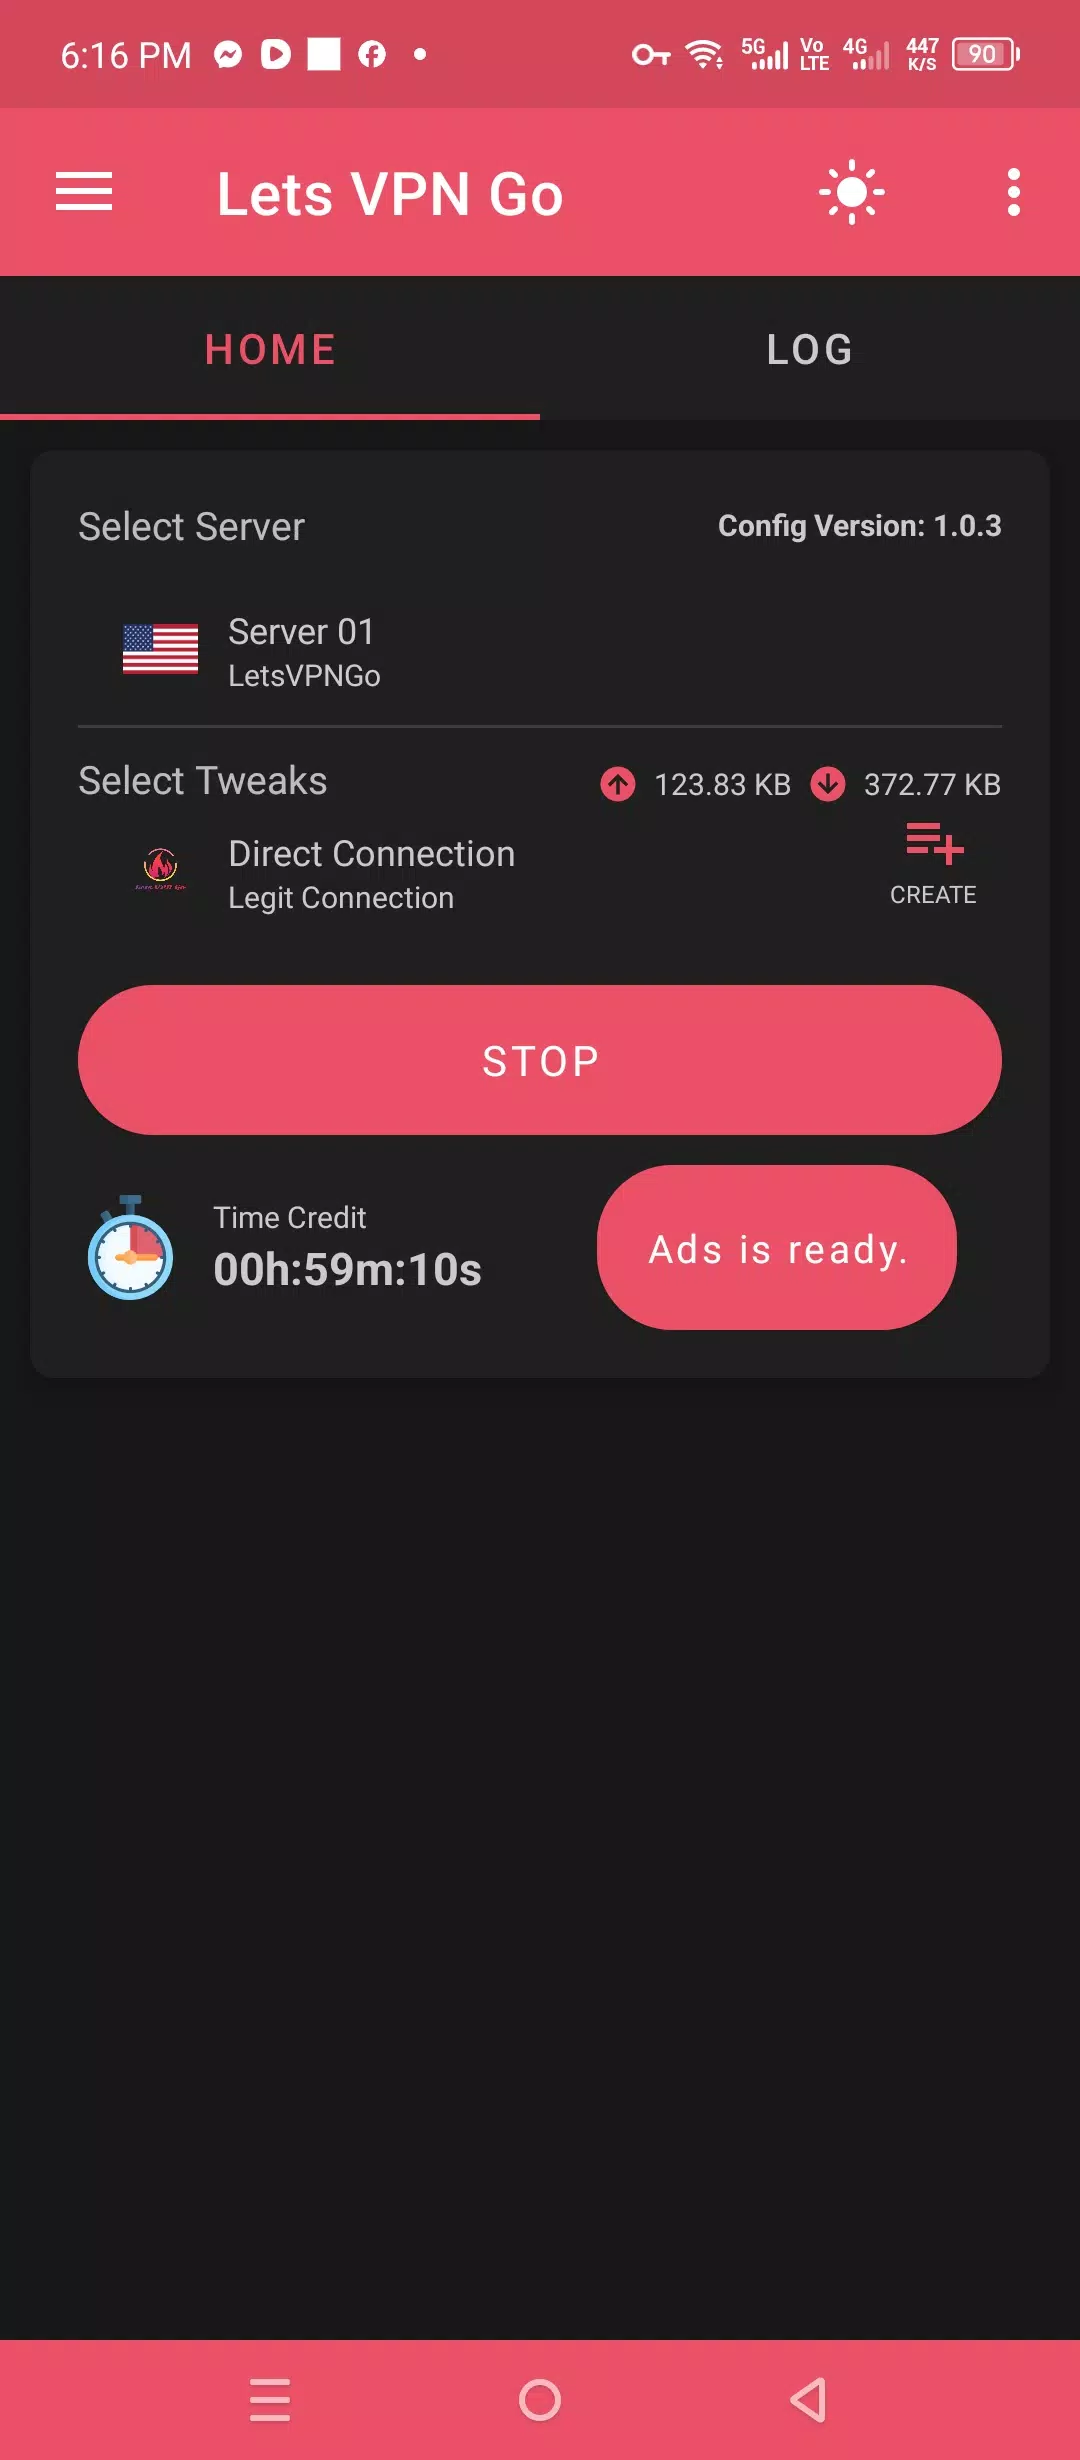 6:16 PM 5G Vo LTE 4G 447 K/S 90
Lets VPN Go
HOME LOG
Select Server Config Version: 1.0.3
Server 01
LetsVPNGo
Select Tweaks 123.83 KB 372.77 KB
Direct Connection
Legit Connection
CREATE
STOP
Time Credit
00h:59m:10s
Ads is ready.